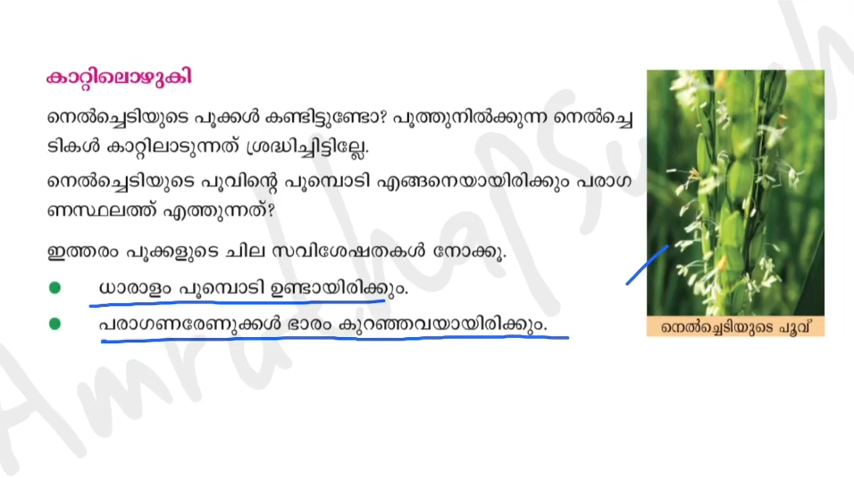 കാറ്റിലൊഴുകി
നെൽച്ചെടിയുടെ പൂക്കൾ കണ്ടിട്ടുണ്ടോ? പൂത്തുനിൽക്കുന്ന നെൽച്ചെ
ടികൾ കാറ്റിലാടുന്നത് ശ്രദ്ധിച്ചിട്ടില്ലേ.
നെൽച്ചെടിയുടെ പൂവിന്റെ പൂമ്പൊടി എങ്ങനെയായിരിക്കും പരാഗ
ണസ്ഥലത്ത് എത്തുന്നത്?
ഇത്തരം പൂക്കളുടെ ചില സവിശേഷതകൾ നോക്കൂ.
● ധാരാളം പൂമ്പൊടി ഉണ്ടായിരിക്കും.
● പരാഗണരേണുക്കൾ ഭാരം കുറഞ്ഞവയായിരിക്കും.
നെൽച്ചെടിയുടെ പൂവ്